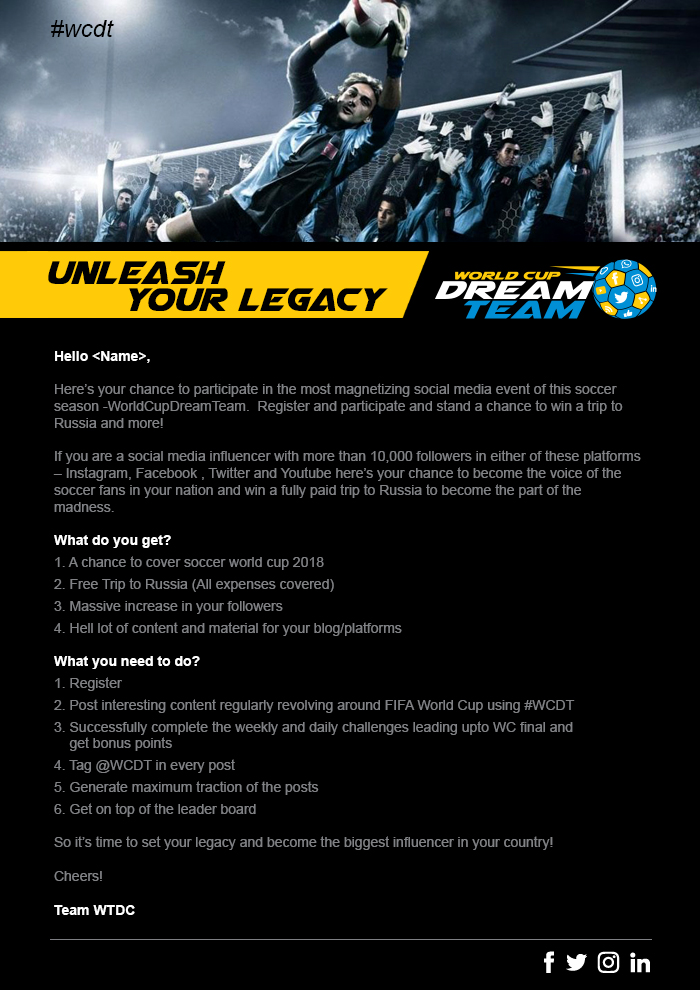 #wcdt
UNLEASH
YOUR LEGACY
WORLD CUP
DREAM
TEAM
Hello <Name>,
Here's your chance to participate in the most magnetizing social media event of this soccer
season -WorldCupDreamTeam.  Register and participate and stand a chance to win a trip to
Russia and more!
If you are a social media influencer with more than 10,000 followers in either of these platforms
– Instagram, Facebook , Twitter and Youtube here's your chance to become the voice of the
soccer fans in your nation and win a fully paid trip to Russia to become the part of the
madness.
What do you get?
1. A chance to cover soccer world cup 2018
2. Free Trip to Russia (All expenses covered)
3. Massive increase in your followers
4. Hell lot of content and material for your blog/platforms
What you need to do?
1. Register
2. Post interesting content regularly revolving around FIFA World Cup using #WCDT
3. Successfully complete the weekly and daily challenges leading upto WC final and
get bonus points
4. Tag @WCDT in every post
5. Generate maximum traction of the posts
6. Get on top of the leader board
So it's time to set your legacy and become the biggest influencer in your country!
Cheers!
Team WTDC